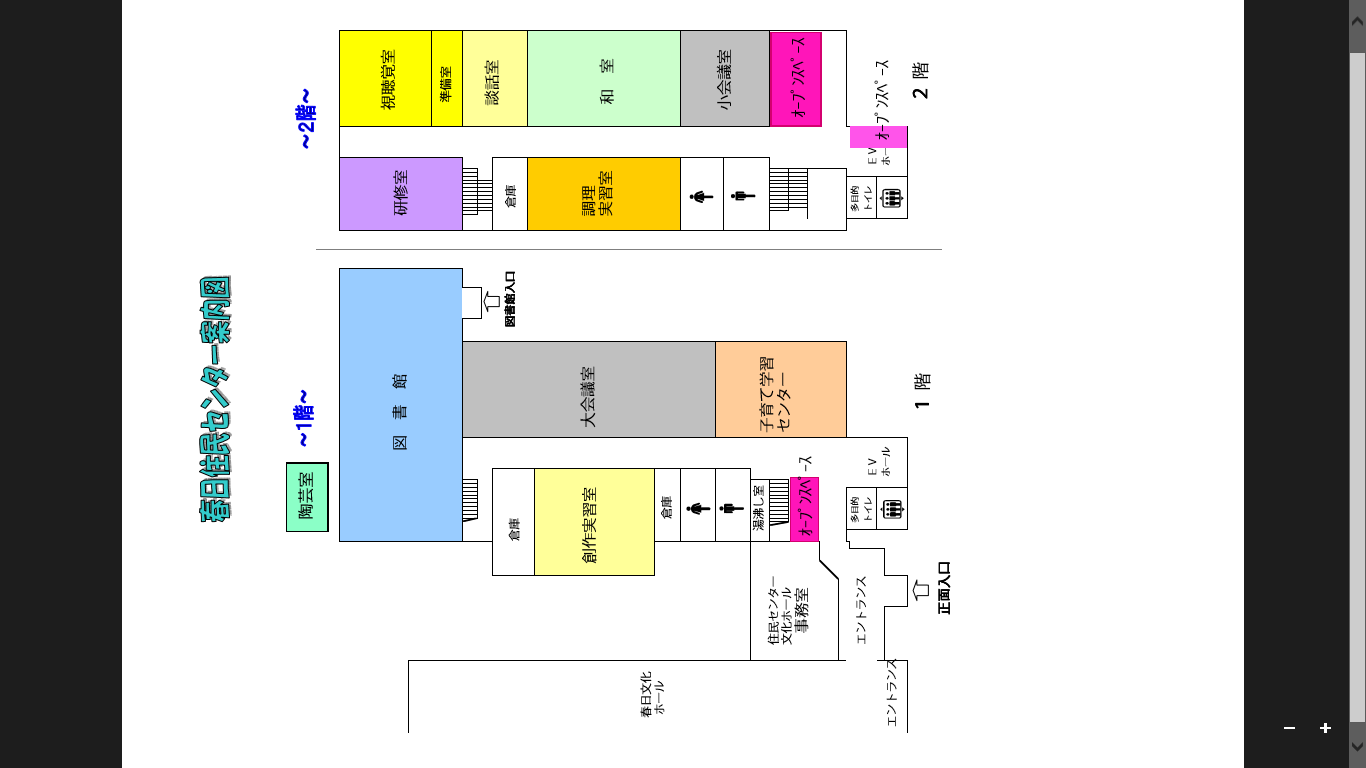 春日住民センター案内図
~2階~
視聴覚室
準備室
談話室
和 室
小会議室
オープンスペース
オープンスペース
2 階
研修室
倉庫
調理
実習室
EV
ホー
多目的
トイレ
~1階~
陶芸室
図 書 館
図書館入口
大会議室
子育て学習
センター
1 階
倉庫
創作実習室
倉庫
湯沸し室
オープンスペース
EV
ホール
多目的
トイレ
住民センター
文化ホール
事務室
エントランス
正面入口
春日文化
ホール
エントランス